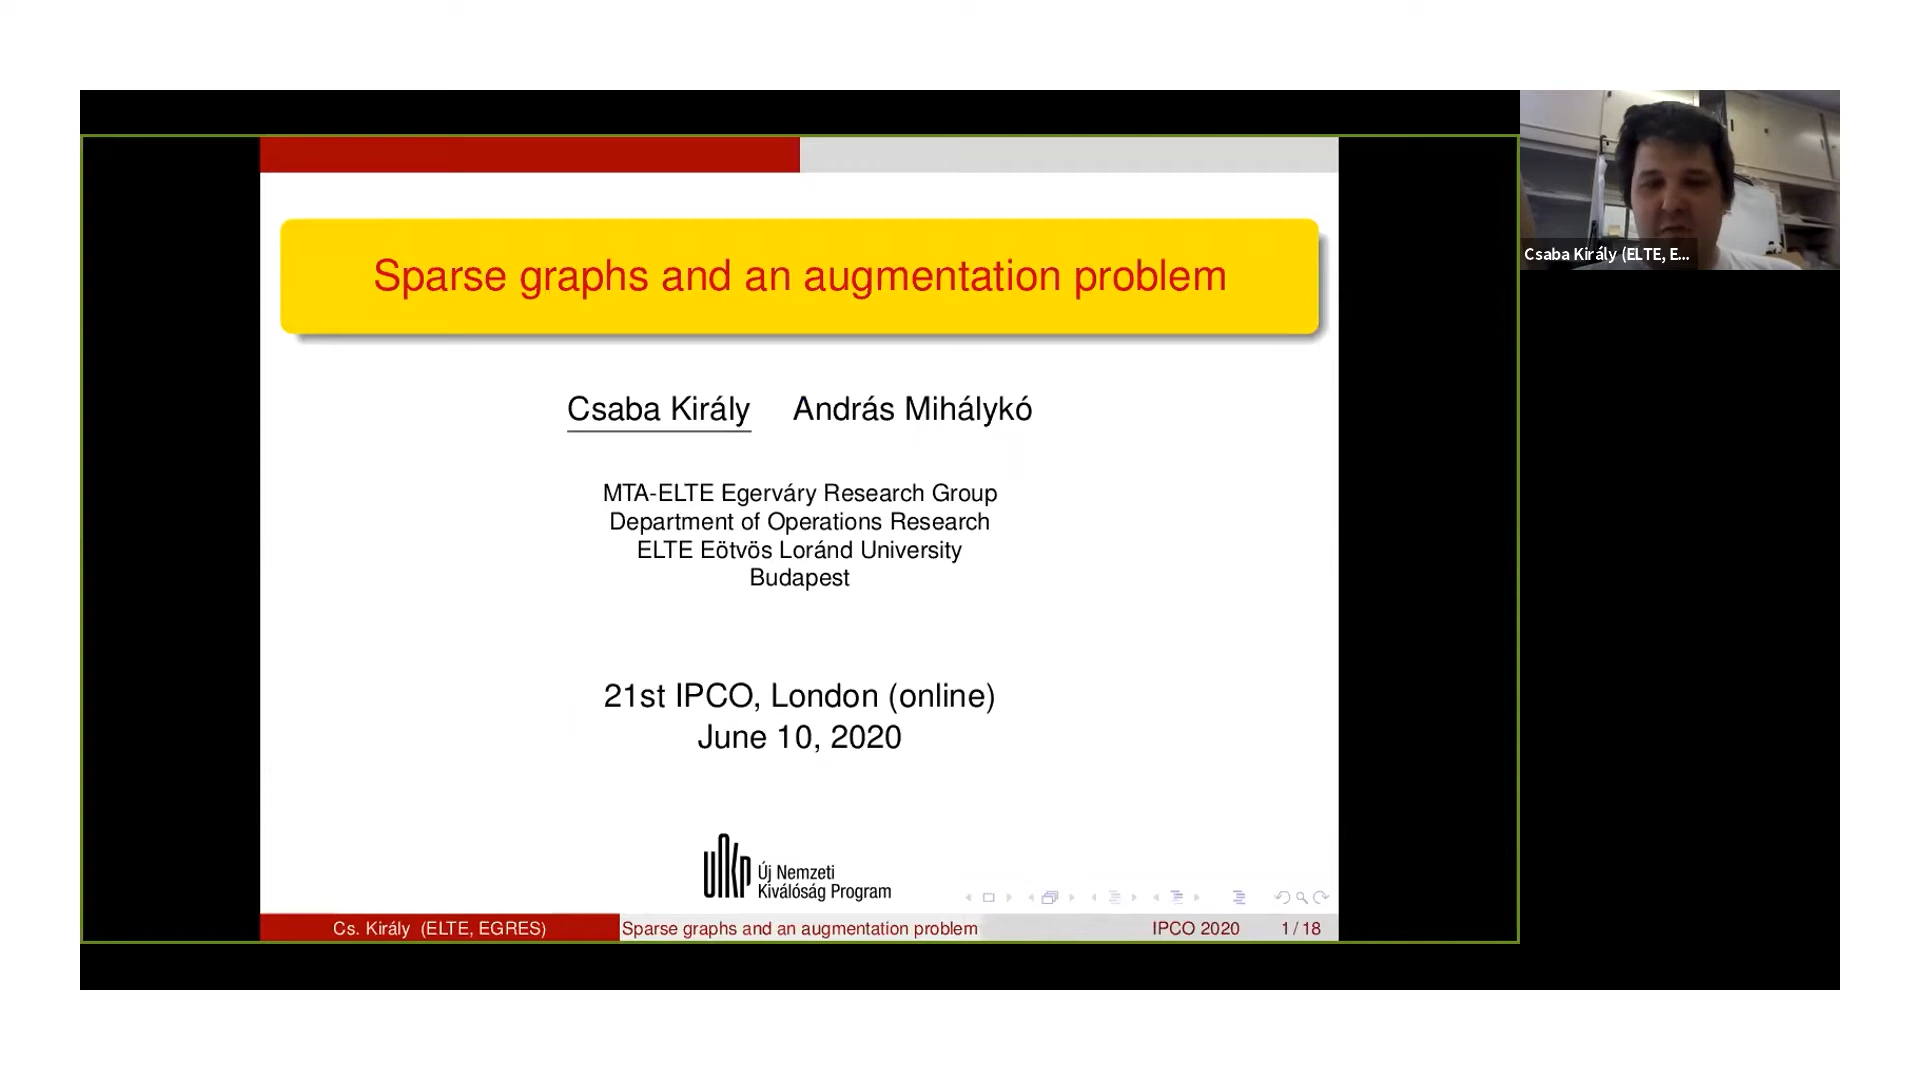 Sparse graphs and an augmentation problem
Csaba Király András Mihálykó
MTA-ELTE Egerváry Research Group
Department of Operations Research
ELTE Eötvös Loránd University
Budapest
21st IPCO, London (online)
June 10, 2020
UNKP
Új Nemzeti
Kiválóság Program
Cs. Király (ELTE, EGRES) Sparse graphs and an augmentation problem IPCO 2020 1 / 18
Csaba Király (ELTE, E...